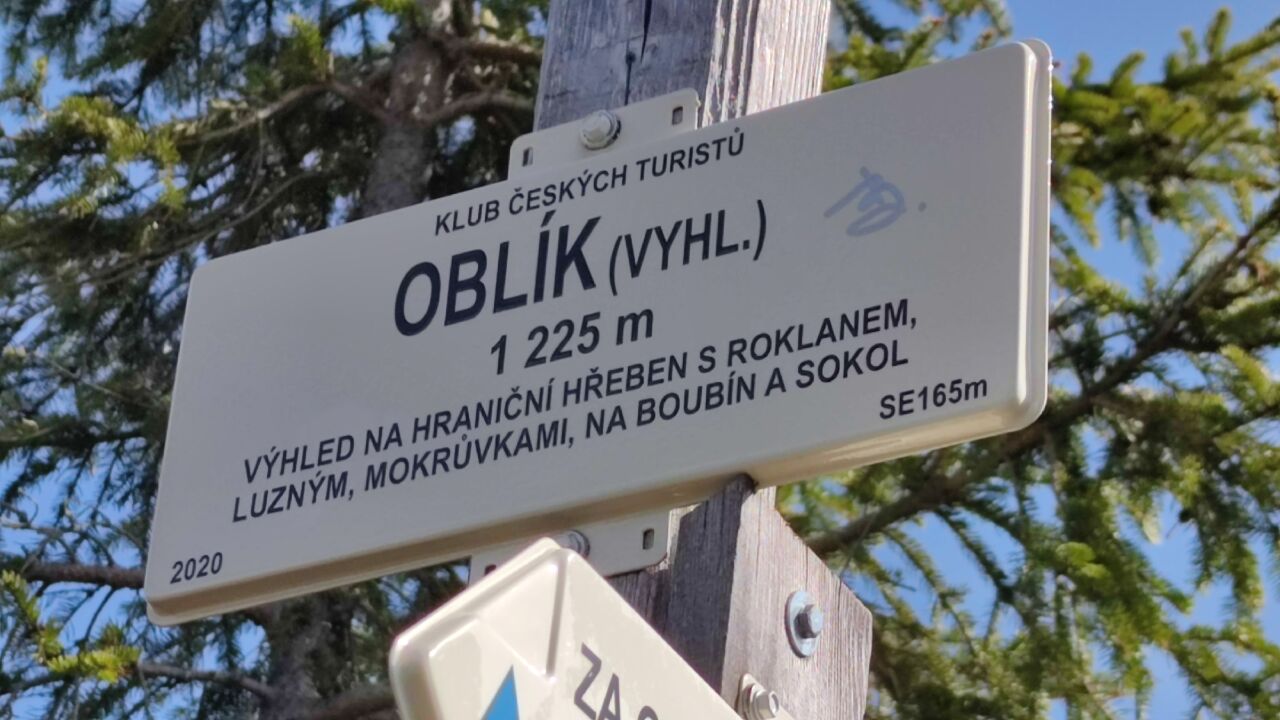 KLUB ČESKÝCH TURISTŮ
OBLÍK (VYHL.)
1 225 m
VÝHLED NA HRANIČNÍ HŘEBEN S ROKLANEM,
LUZNÝM, MOKRŮVKAMI, NA BOUBÍN A SOKOL
SE165m
2020
ZA